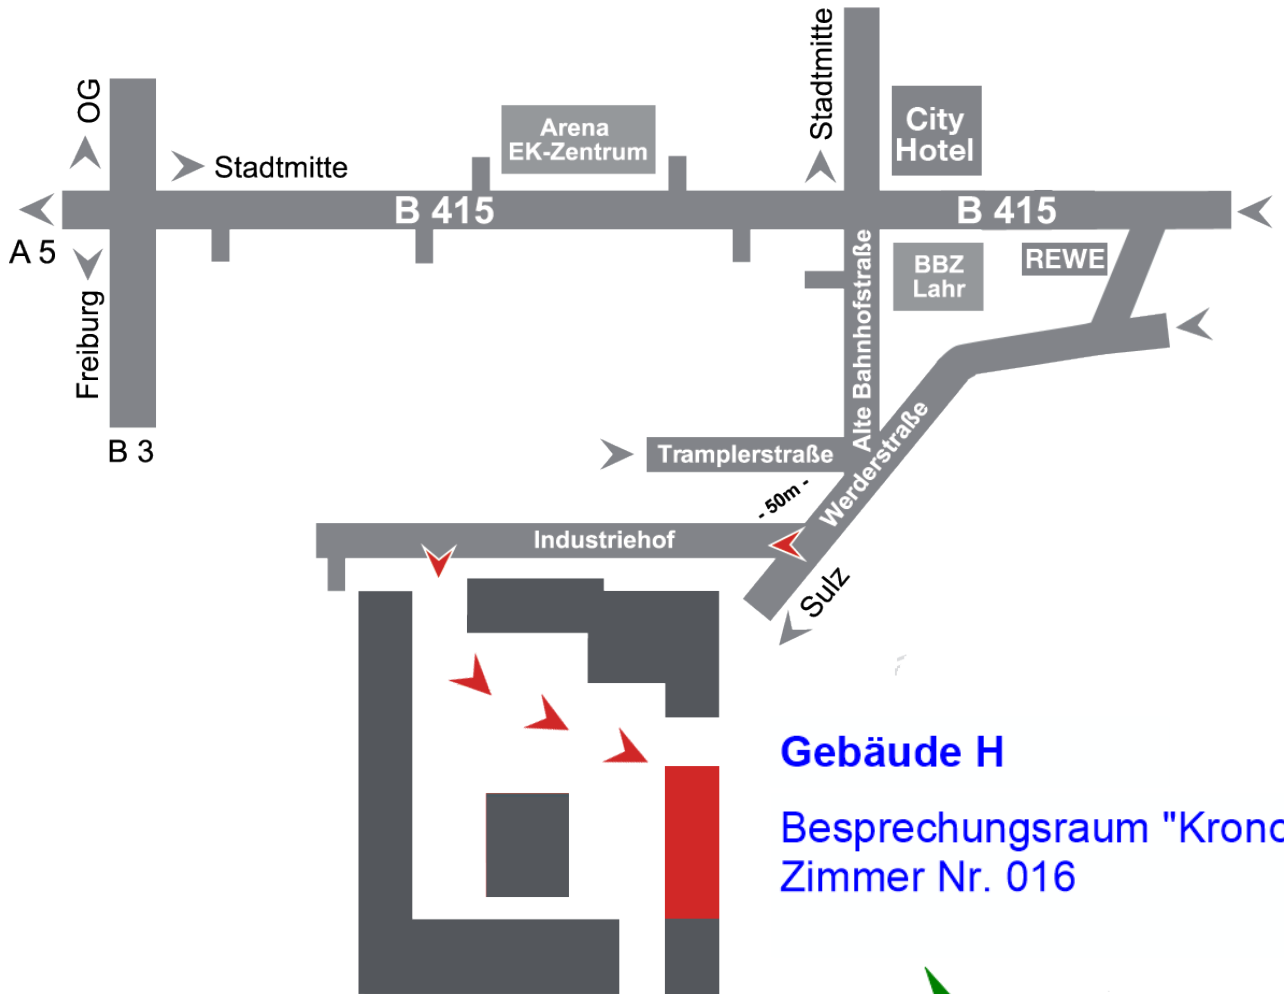 OG
Stadtmitte
Arena
EK-Zentrum
Stadtmitte
City
Hotel
B 415
B 415
A 5
Freiburg
B 3
Alte Bahnhofstraße
BBZ
Lahr
REWE
Tramplerstraße
Werderstraße
- 50m -
Industriehof
Sulz
Gebäude H
Besprechungsraum
Zimmer Nr. 016